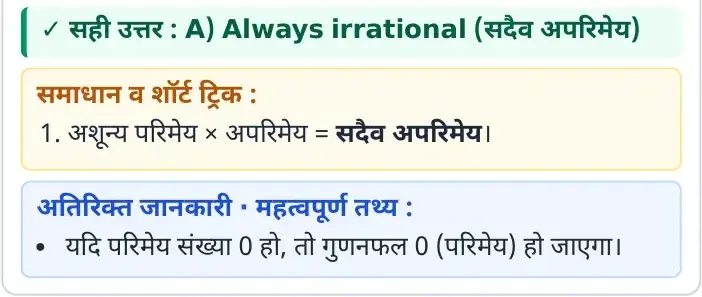 ✓ सही उत्तर : A) Always irrational (सदैव अपरिमेय)
समाधान व शॉर्ट ट्रिक :
1. अशून्य परिमेय × अपरिमेय = सदैव अपरिमेय।
अतिरिक्त जानकारी · महत्वपूर्ण तथ्य :
• यदि परिमेय संख्या 0 हो, तो गुणनफल 0 (परिमेय) हो जाएगा।